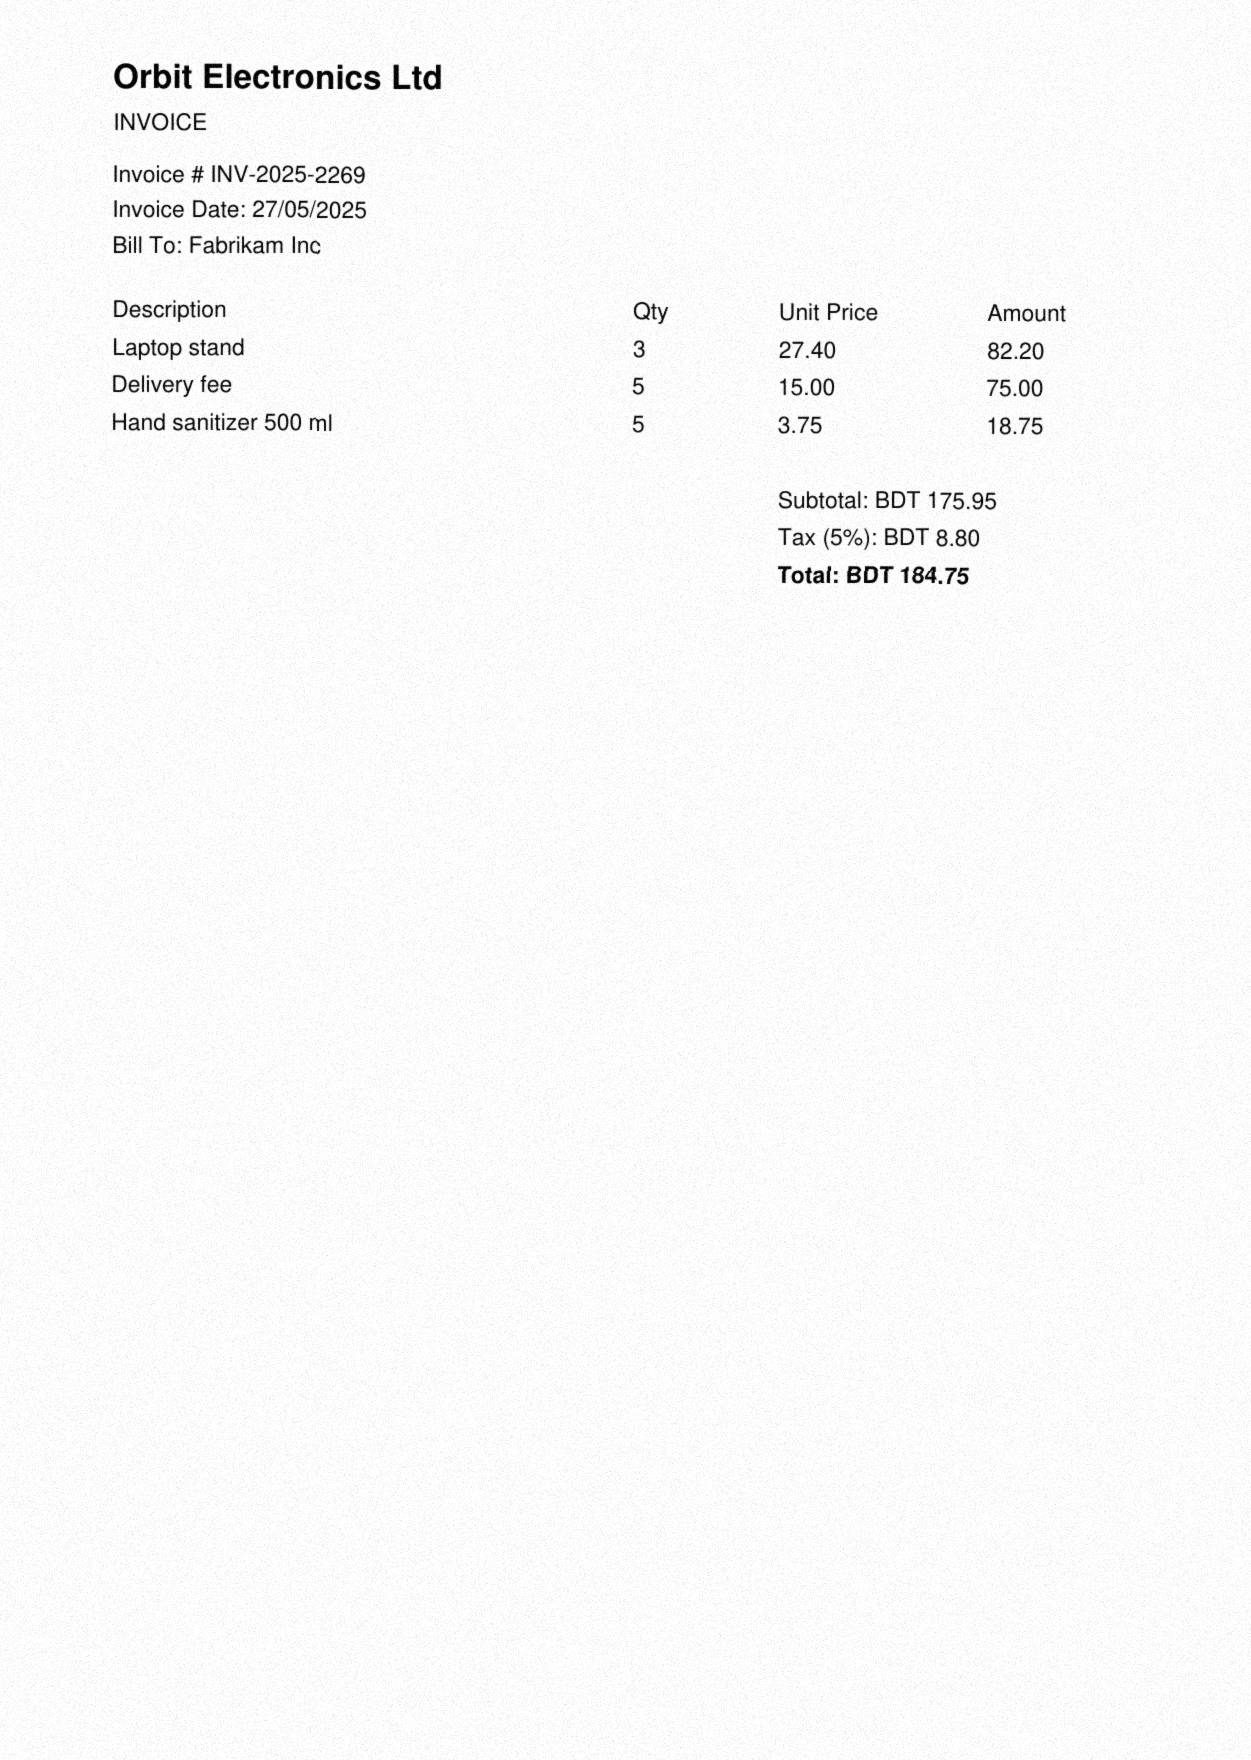 Orbit Electronics Ltd
INVOICE
Invoice # INV-2025-2269
Invoice Date: 27/05/2025
Bill To: Fabrikam Inc
Description Qty Unit Price Amount
Laptop stand 3 27.40 82.20
Delivery fee 5 15.00 75.00
Hand sanitizer 500 ml 5 3.75 18.75
Subtotal: BDT 175.95
Tax (5%): BDT 8.80
Total: BDT 184.75